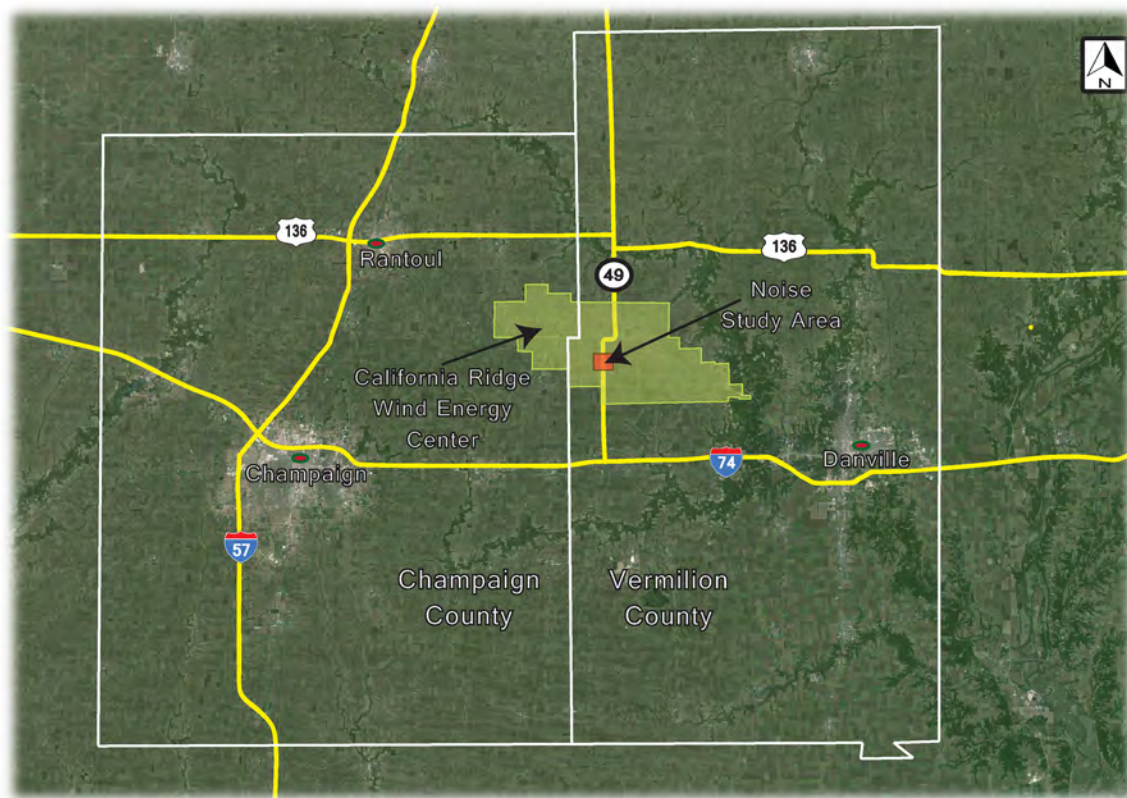 N
136
Rantoul
136
49
Noise
Study Area
California Ridge
Wind Energy
Center
Champaign
74
Danville
57
Champaign
County
Vermilion
County